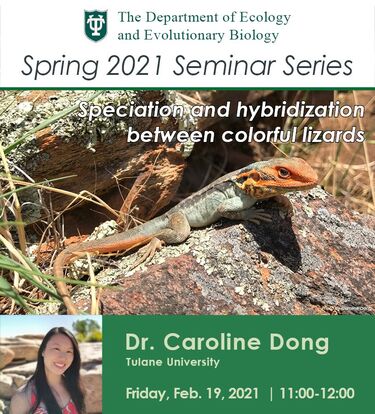 The Department of Ecology
and Evolutionary Biology
Spring 2021 Seminar Series
Speciation and hybridization
between colorful lizards
Dr. Caroline Dong
Tulane University
Friday, Feb. 19, 2021 | 11:00-12:00